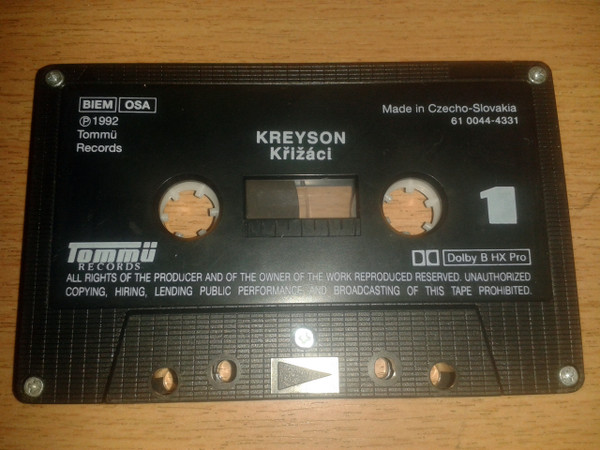 BIEM OSA
℗ 1992
Tommü
Records
KREYSON
Křižáci
Made in Czecho-Slovakia
61 0044-4331
1
Tommü
RECORDS
Dolby B HX Pro
ALL RIGHTS OF THE PRODUCER AND OF THE OWNER OF THE WORK REPRODUCED RESERVED. UNAUTHORIZED
COPYING, HIRING, LENDING PUBLIC PERFORMANCE AND BROADCASTING OF THIS TAPE PROHIBITED.